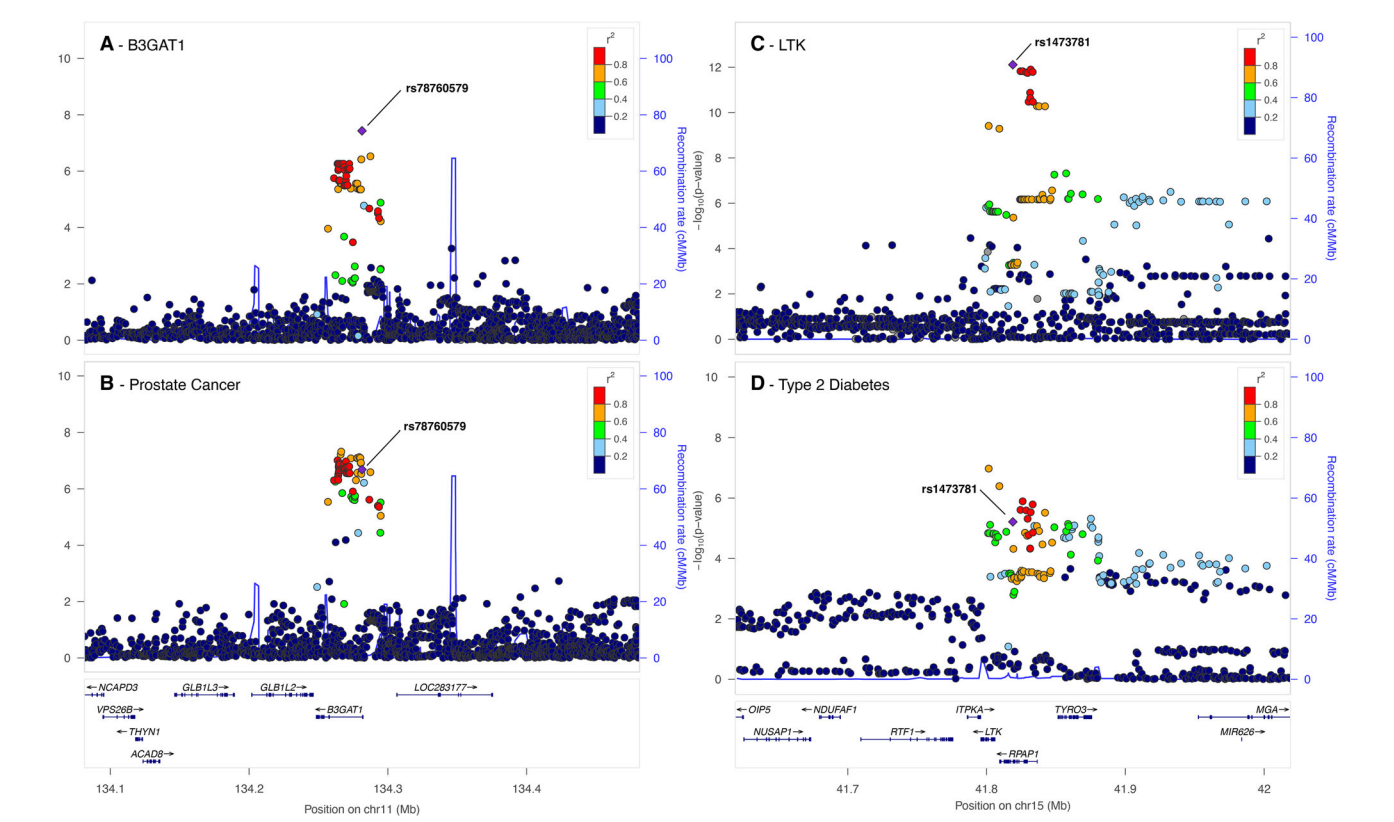 A - B3GAT1
rs78760579
r2
0.8
0.6
0.4
0.2
10
8
6
4
2
0
100
80
60
40
20
0
Recombination rate (cM/Mb)
B - Prostate Cancer
rs78760579
r2
0.8
0.6
0.4
0.2
10
8
6
4
2
0
100
80
60
40
20
0
Recombination rate (cM/Mb)
←NCAPD3
GLB1L3→
GLB1L2→
LOC283177→
VPS26B→
←B3GAT1
←THYN1
ACAD8→
134.1
134.2
134.3
134.4
Position on chr11 (Mb)
C - LTK
rs1473781
r2
0.8
0.6
0.4
0.2
−log10(p−value)
12
10
8
6
4
2
0
100
80
60
40
20
0
Recombination rate (cM/Mb)
D - Type 2 Diabetes
rs1473781
r2
0.8
0.6
0.4
0.2
−log10(p−value)
10
8
6
4
2
0
100
80
60
40
20
0
Recombination rate (cM/Mb)
←OIP5
←NDUFAF1
ITPKA→
TYRO3→
MGA→
NUSAP1→
RTF1→
←LTK
MIR626→
←RPAP1
41.7
41.8
41.9
42
Position on chr15 (Mb)